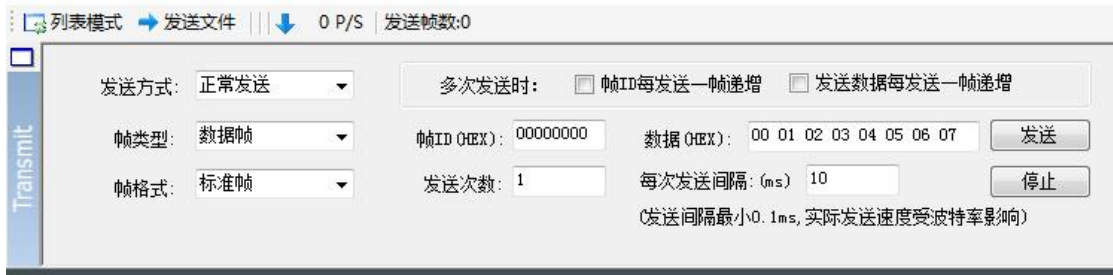 列表模式 发送文件 0 P/S 发送帧数:0
发送方式: 正常发送 多次发送时: 帧ID每发送一帧递增 发送数据每发送一帧递增
帧类型: 数据帧 帧ID(HEX): 00000000 数据(HEX): 00 01 02 03 04 05 06 07 发送
帧格式: 标准帧 发送次数: 1 每次发送间隔:(ms) 10 停止
(发送间隔最小0.1ms,实际发送速度受波特率影响)
Transmit